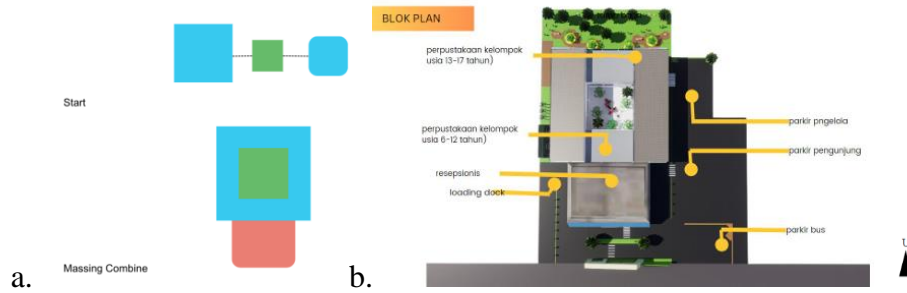 Start
Massing Combine
a.
BLOK PLAN
perpustakaan kelompok
usia 13-17 tahun)
perpustakaan kelompok
usia 6-12 tahun)
resepsionis
loading dock
parkir pngelola
parkir pengunjung
parkir bus
b.
U